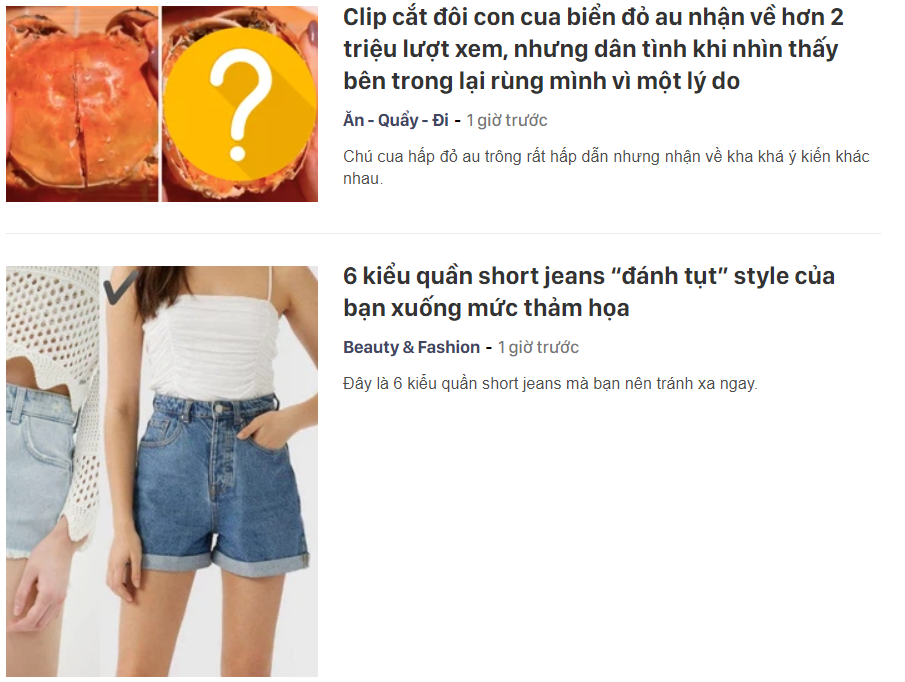 Clip cắt đôi con cua biển đỏ au nhận về hơn 2
triệu lượt xem, nhưng dân tình khi nhìn thấy
bên trong lại rùng mình vì một lý do
Ăn - Quẩy - Đi - 1 giờ trước
Chú cua hấp đỏ au trông rất hấp dẫn nhưng nhận về kha khá ý kiến khác
nhau.
?
6 kiểu quần short jeans “đánh tụt” style của
bạn xuống mức thảm họa
Beauty & Fashion - 1 giờ trước
Đây là 6 kiểu quần short jeans mà bạn nên tránh xa ngay.